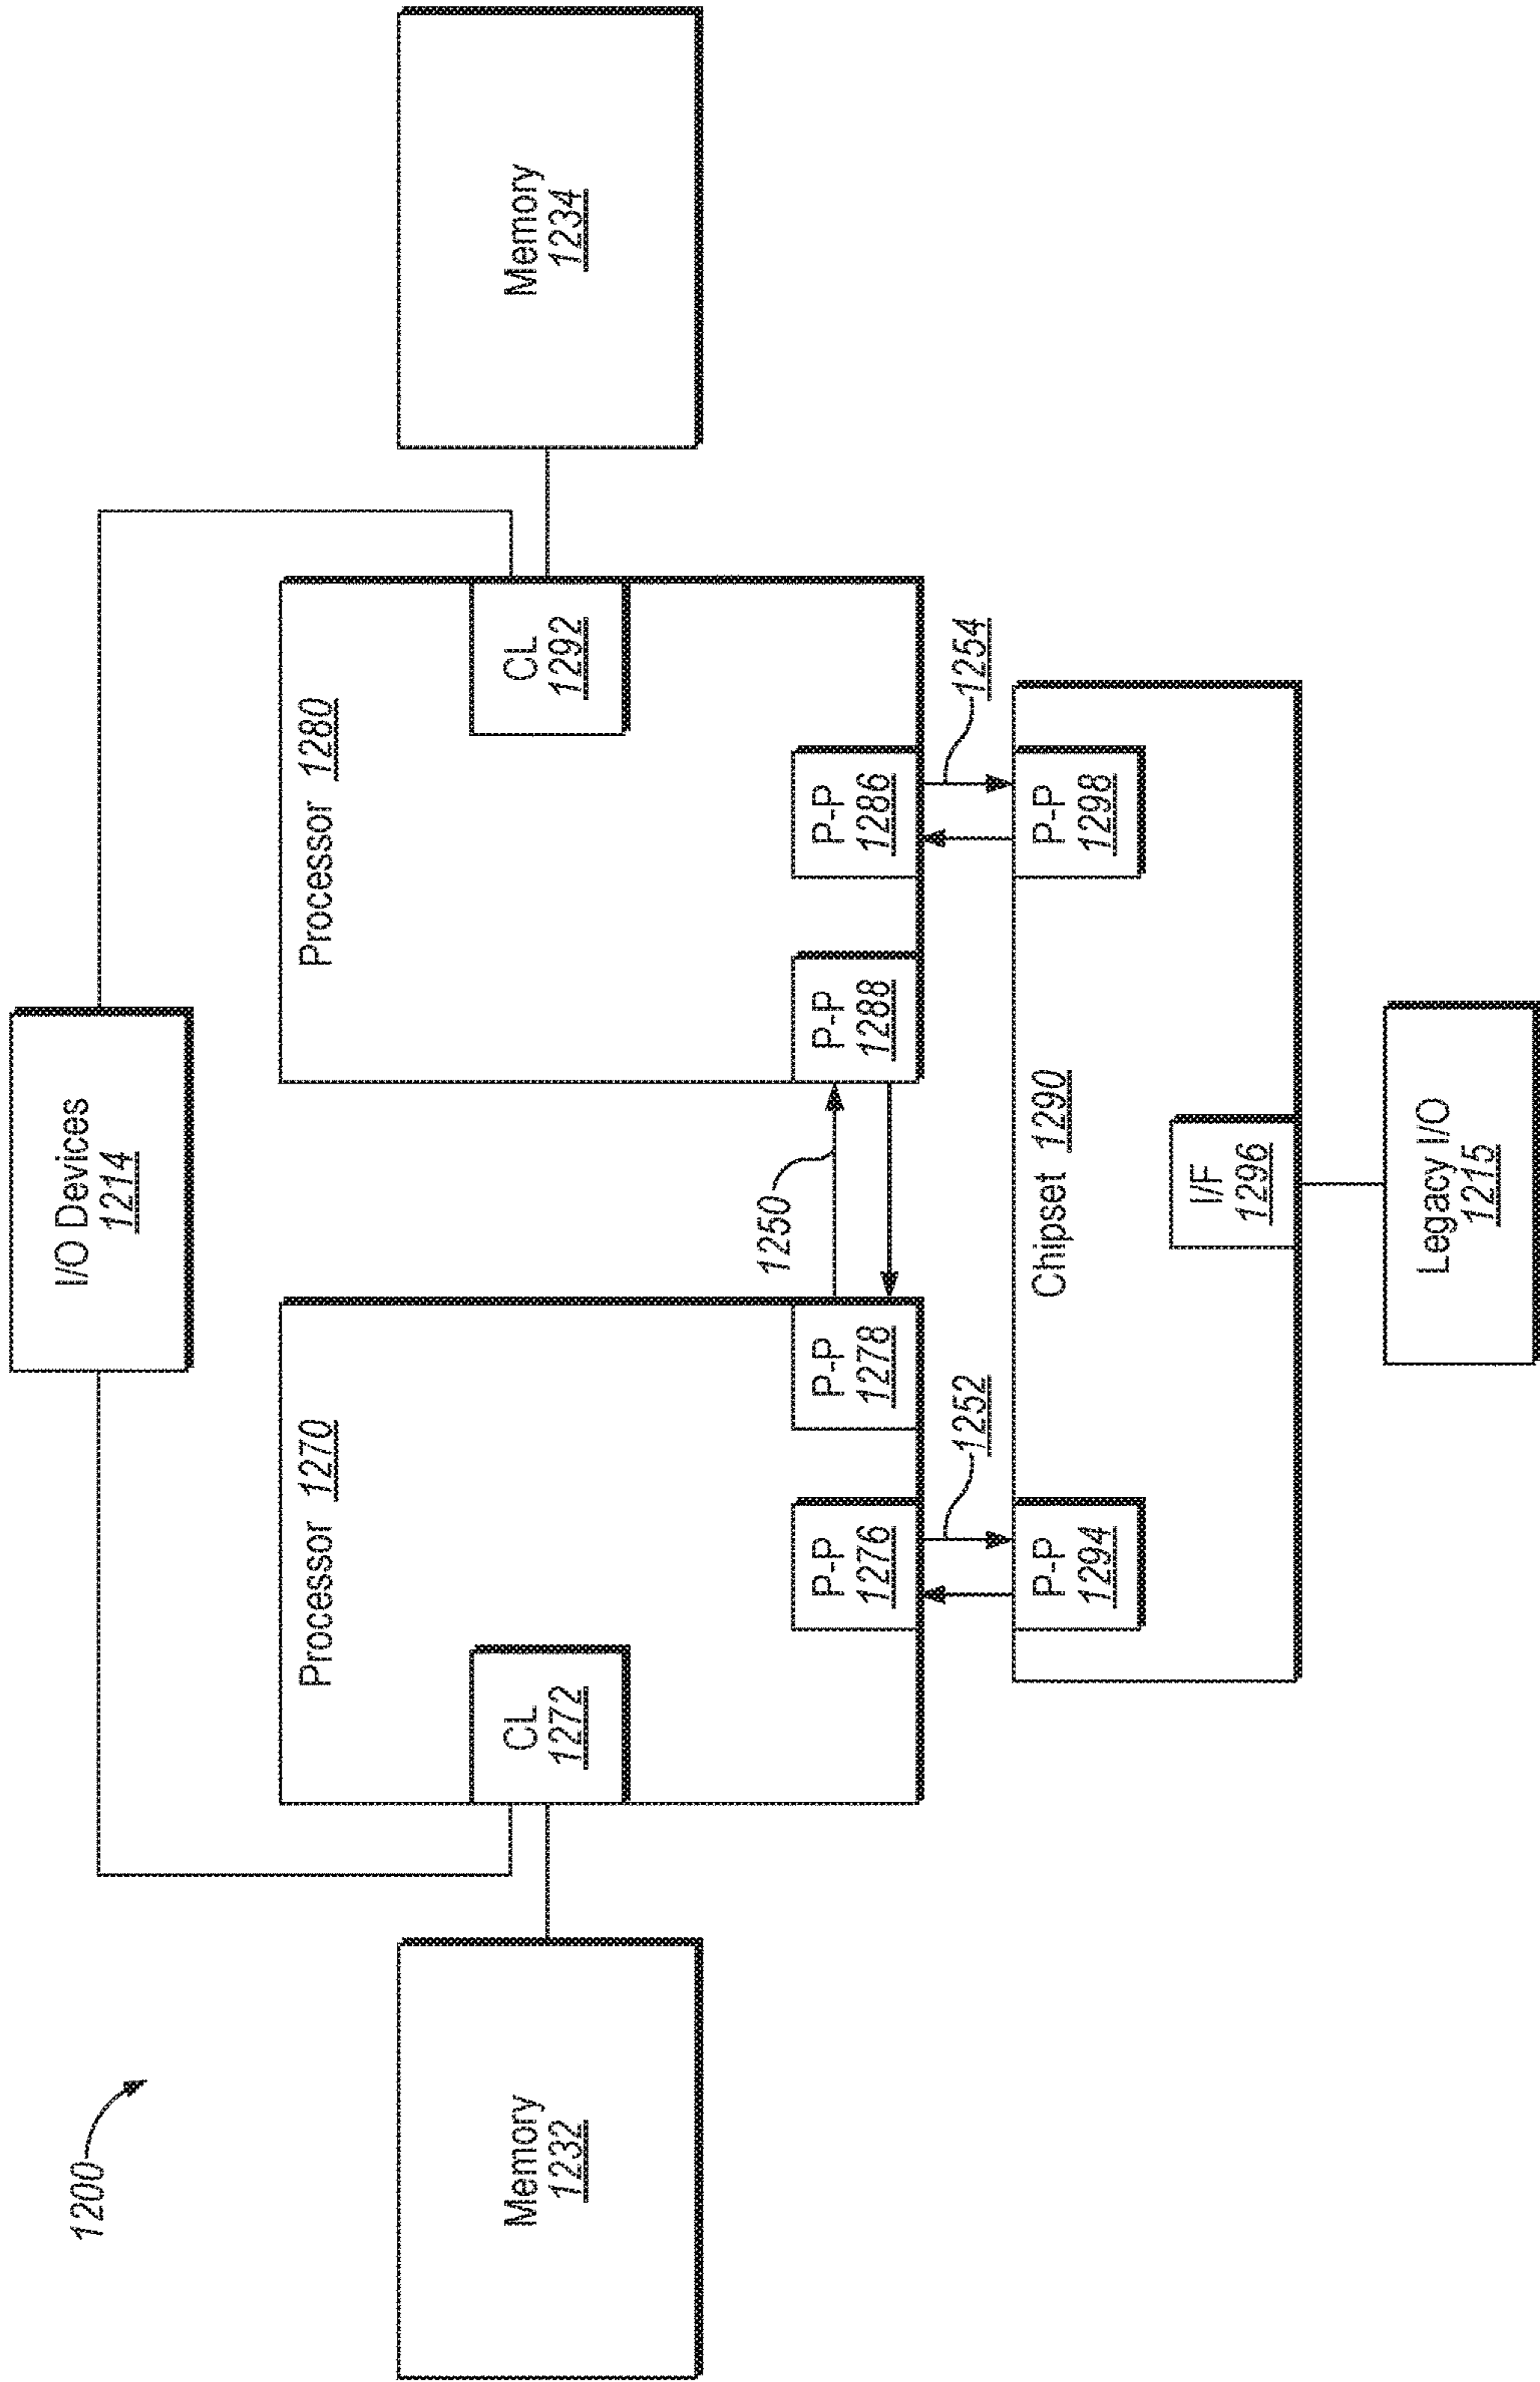 1200
I/O Devices
1214
Memory
1232
Processor 1270
CL
1272
P-P
1276
P-P
1278
1250
Processor 1280
CL
1292
P-P
1288
P-P
1286
Memory
1234
1252
1254
Chipset 1290
P-P
1294
P-P
1298
I/F
1296
Legacy I/O
1215